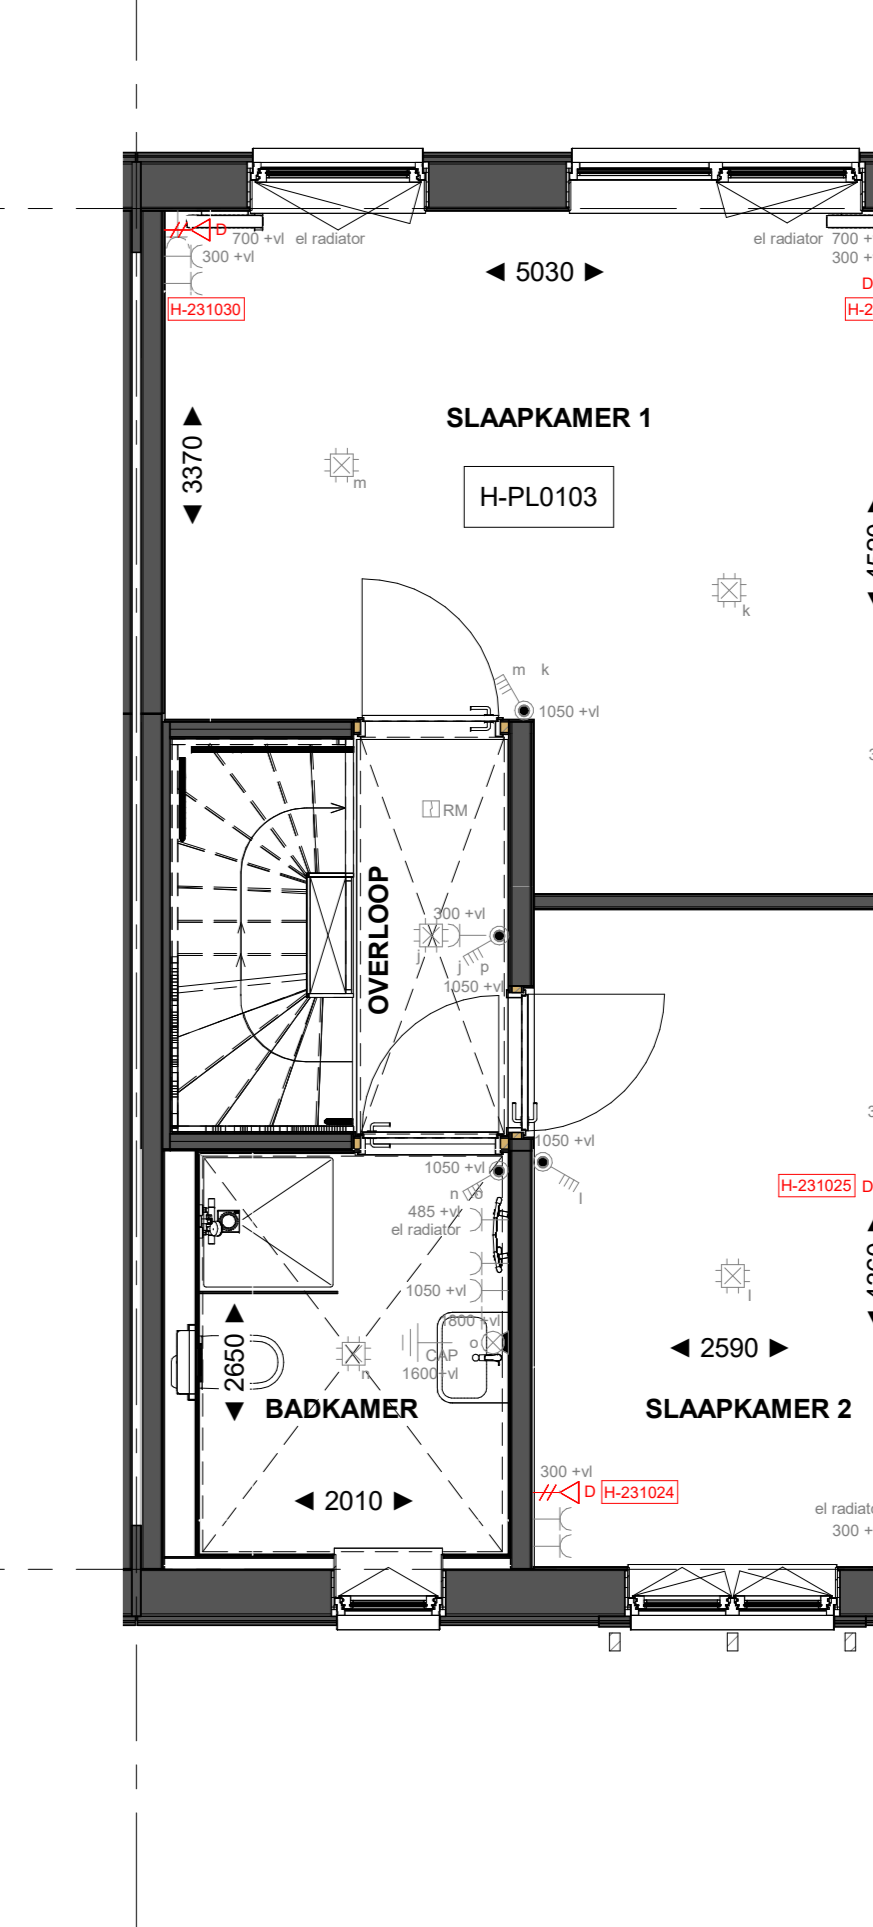 D
700 +vl
el radiator
300 +vl
H-231030
el radiator
700 +
300 +
D
H-2
5030
3370
SLAAPKAMER 1
m
H-PL0103
k
m k
1050 +vl
RM
OVERLOOP
300 +vl
j
j p
1050 +vl
1050 +vl
l
1050 +vl
n o
485 +vl
el radiator
1050 +vl
1800 +vl
o
CAP
1600+vl
n
2650
BADKAMER
2010
H-231025
D
l
2590
SLAAPKAMER 2
300 +vl
D
H-231024
el radiato
300 +